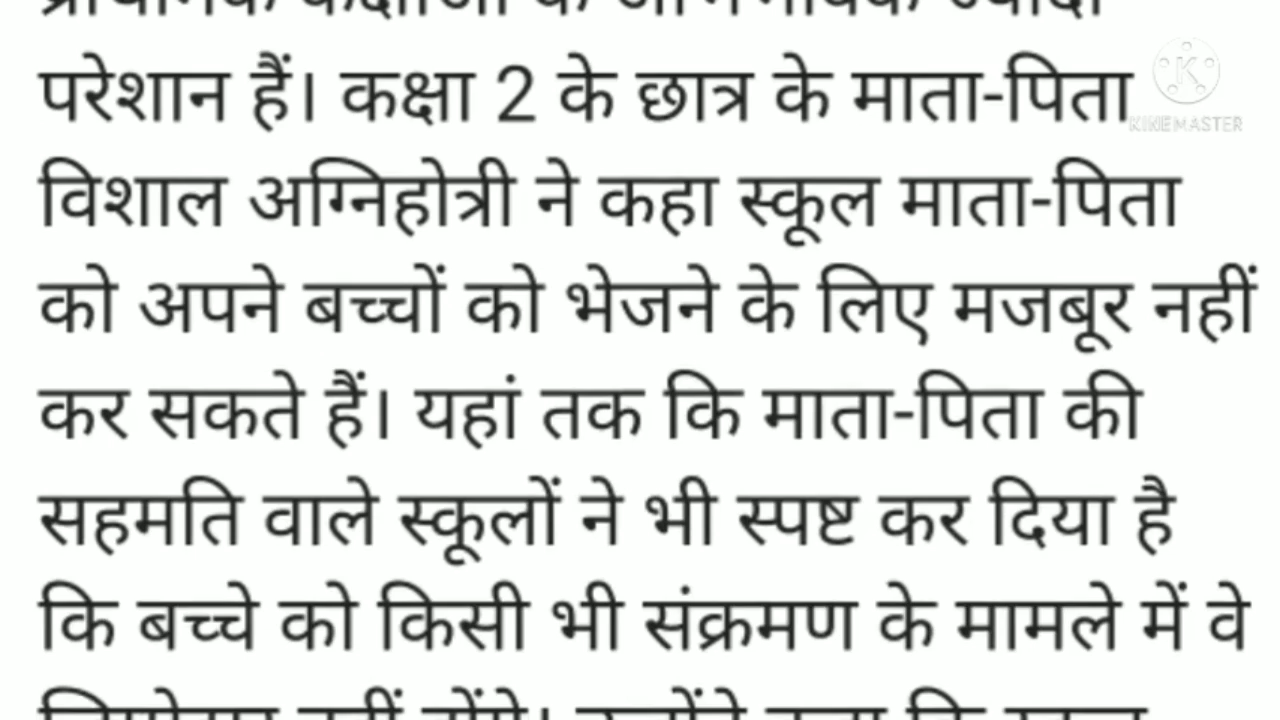 परेशान हैं। कक्षा 2 के छात्र के माता-पिता
KINEMASTER
विशाल अग्निहोत्री ने कहा स्कूल माता-पिता
को अपने बच्चों को भेजने के लिए मजबूर नहीं
कर सकते हैं। यहां तक कि माता-पिता की
सहमति वाले स्कूलों ने भी स्पष्ट कर दिया है
कि बच्चे को किसी भी संक्रमण के मामले में वे